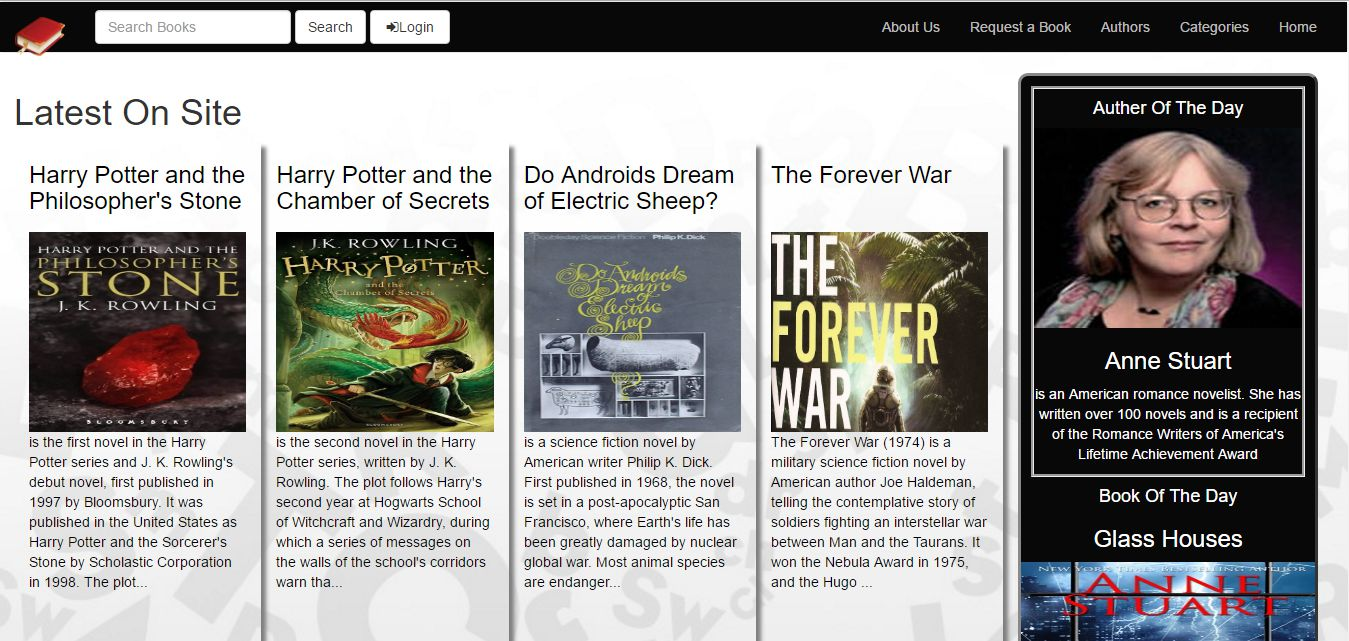 Search Books
Search
Login
About Us
Request a Book
Authors
Categories
Home
Latest On Site
Harry Potter and the
Philosopher's Stone
HARRY POTTER AND THE
PHILOSOPHER'S
STONE
J. K. ROWLING
BLOOMSBURY
is the first novel in the Harry
Potter series and J. K. Rowling's
debut novel, first published in
1997 by Bloomsbury. It was
published in the United States as
Harry Potter and the Sorcerer's
Stone by Scholastic Corporation
in 1998. The plot...
Harry Potter and the
Chamber of Secrets
J.K. ROWLING
HARRY POTTER
and the
Chamber of Secrets
is the second novel in the Harry
Potter series, written by J. K.
Rowling. The plot follows Harry's
second year at Hogwarts School
of Witchcraft and Wizardry, during
which a series of messages on
the walls of the school's corridors
warn tha...
Do Androids Dream
of Electric Sheep?
Doubleday Science Fiction Philip K. Dick
Do Androids
Dream
of
Electric
Sheep
is a science fiction novel by
American writer Philip K. Dick.
First published in 1968, the novel
is set in a post-apocalyptic San
Francisco, where Earth's life has
been greatly damaged by nuclear
global war. Most animal species
are endanger...
The Forever War
THE
FOREVER
WAR
The Forever War (1974) is a
military science fiction novel by
American author Joe Haldeman,
telling the contemplative story of
soldiers fighting an interstellar war
between Man and the Taurans. It
won the Nebula Award in 1975,
and the Hugo ...
Auther Of The Day
Anne Stuart
is an American romance novelist. She has
written over 100 novels and is a recipient
of the Romance Writers of America's
Lifetime Achievement Award
Book Of The Day
Glass Houses
NEW YORK TIMES BESTSELLING AUTHOR
ANNE
STUART